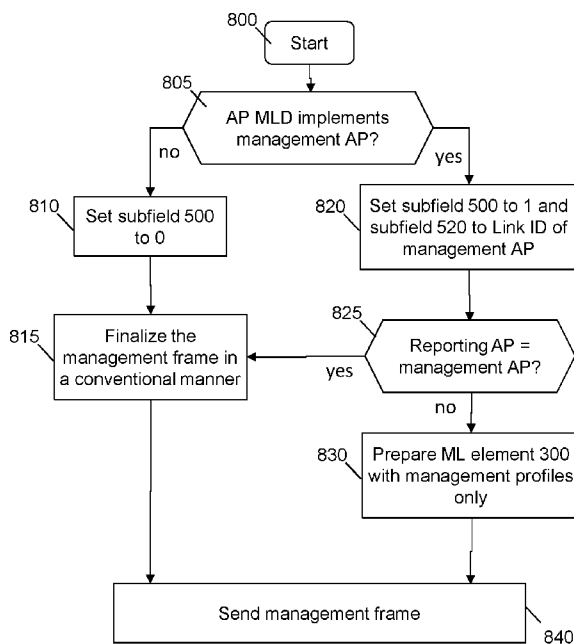 800
Start
805
AP MLD implements
management AP?
no
yes
810
Set subfield 500
to 0
820
Set subfield 500 to 1 and
subfield 520 to Link ID of
management AP
815
Finalize the
management frame in
a conventional manner
825
Reporting AP =
management AP?
yes
no
830
Prepare ML element 300
with management profiles
only
Send management frame
840